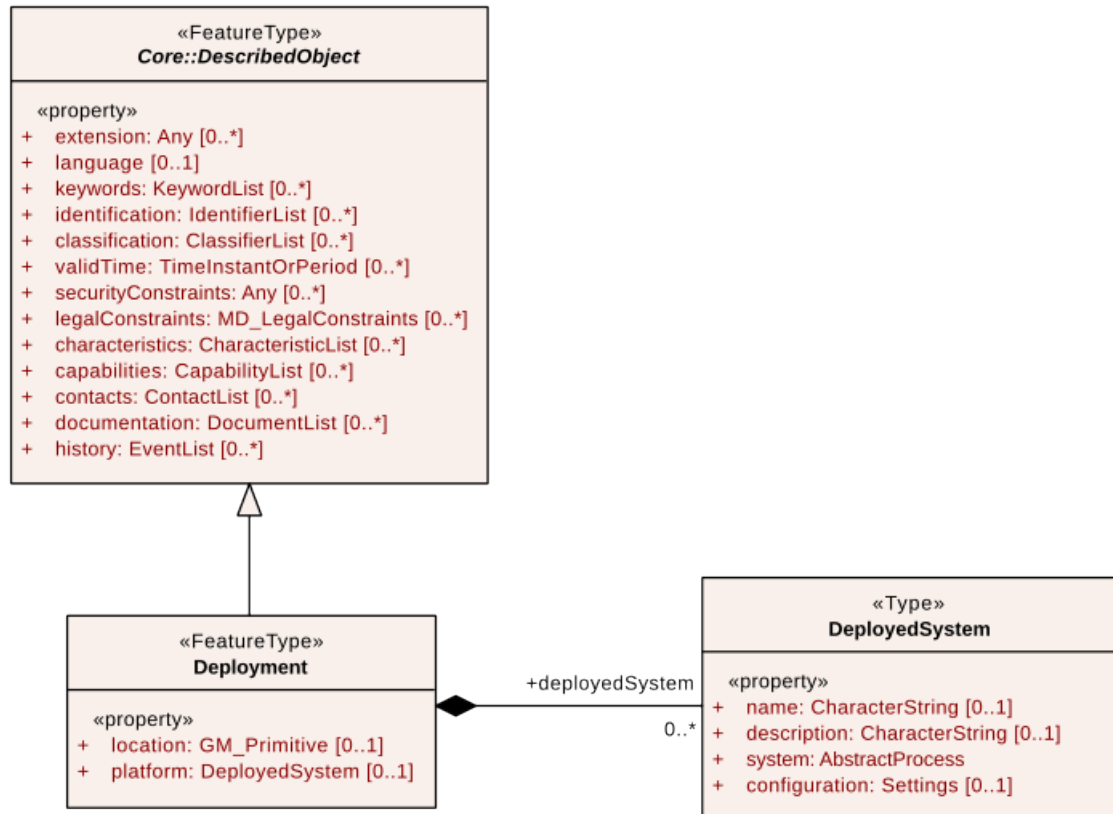 «FeatureType»
Core::DescribedObject
«property»
+ extension: Any [0..*]
+ language [0..1]
+ keywords: KeywordList [0..*]
+ identification: IdentifierList [0..*]
+ classification: ClassifierList [0..*]
+ validTime: TimeInstantOrPeriod [0..*]
+ securityConstraints: Any [0..*]
+ legalConstraints: MD_LegalConstraints [0..*]
+ characteristics: CharacteristicList [0..*]
+ capabilities: CapabilityList [0..*]
+ contacts: ContactList [0..*]
+ documentation: DocumentList [0..*]
+ history: EventList [0..*]
«FeatureType»
Deployment
«property»
+ location: GM_Primitive [0..1]
+ platform: DeployedSystem [0..1]
+deployedSystem
0..*
«Type»
DeployedSystem
«property»
+ name: CharacterString [0..1]
+ description: CharacterString [0..1]
+ system: AbstractProcess
+ configuration: Settings [0..1]